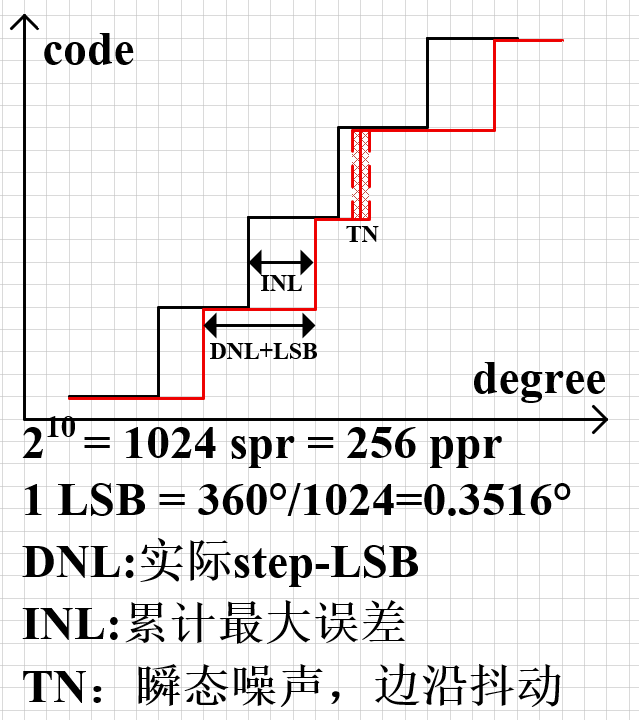 code
TN
INL
DNL+LSB
degree
2¹⁰ = 1024 spr = 256 ppr
1 LSB = 360°/1024=0.3516°
DNL:实际step-LSB
INL:累计最大误差
TN：瞬态噪声，边沿抖动